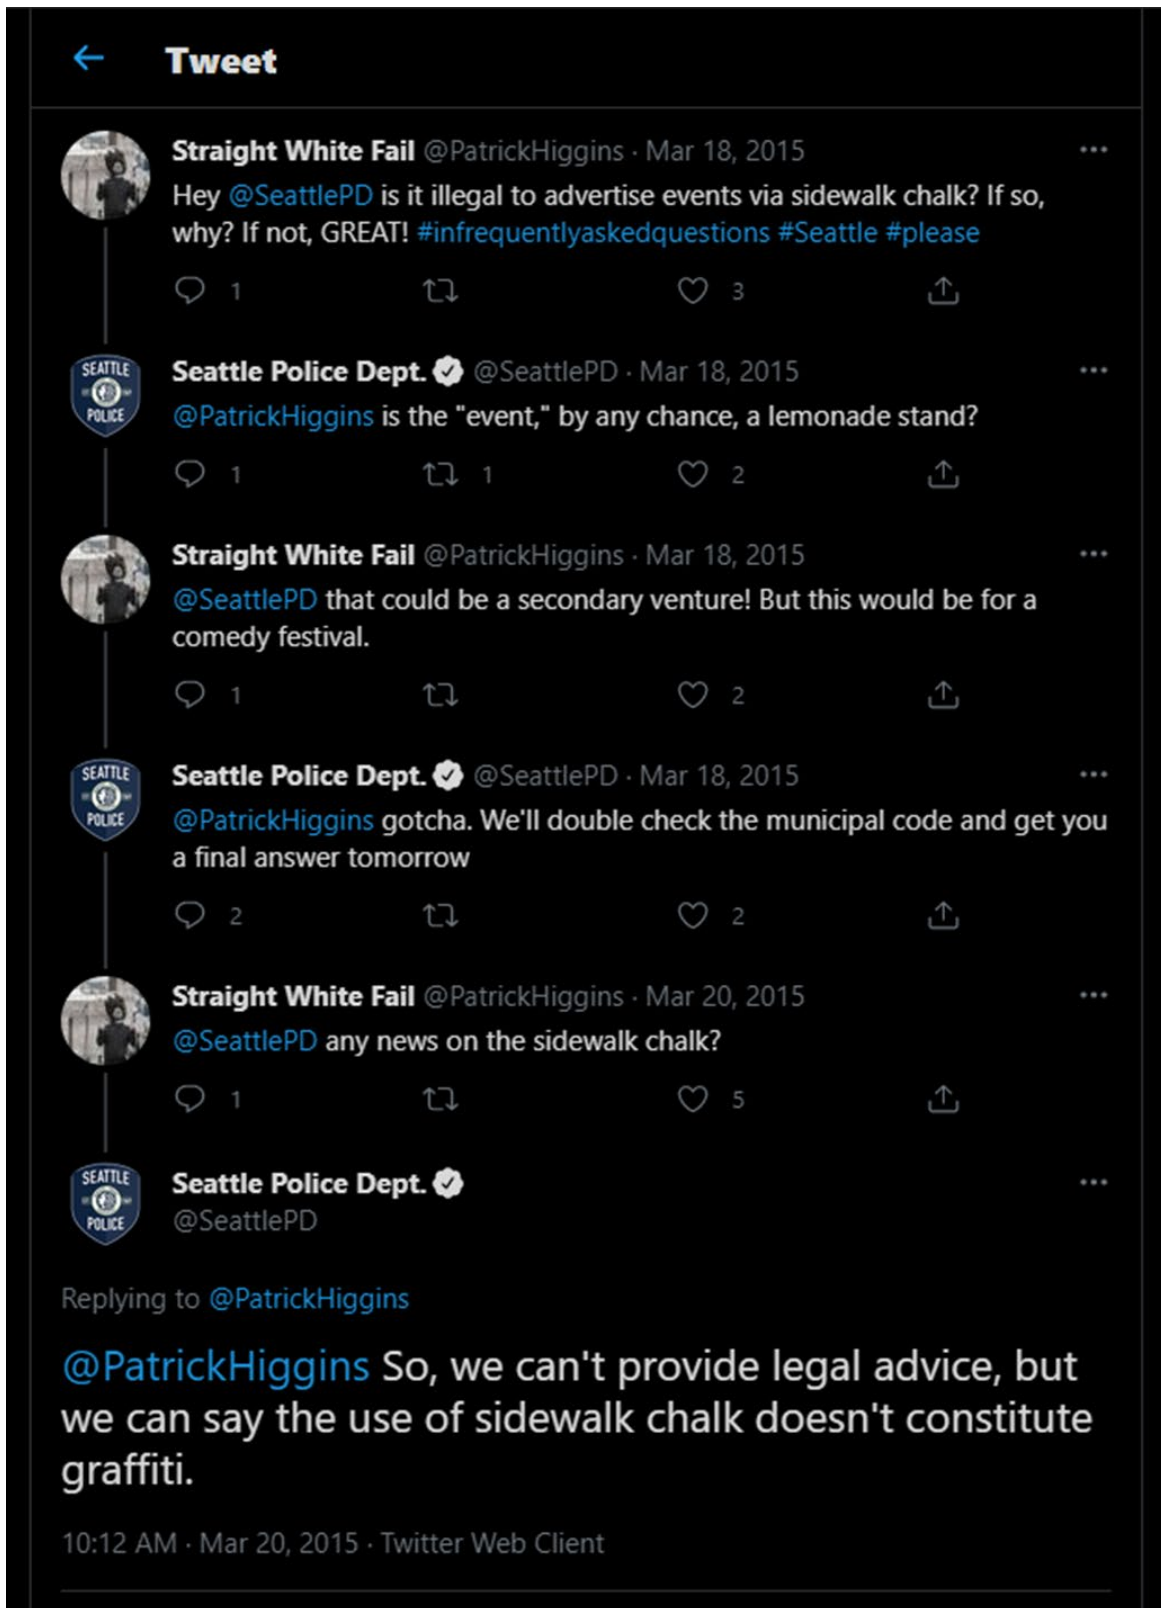 Tweet
Straight White Fail @PatrickHiggins · Mar 18, 2015
Hey @SeattlePD is it illegal to advertise events via sidewalk chalk? If so,
why? If not, GREAT! #infrequentlyaskedquestions #Seattle #please
1 3
SEATTLE
POLICE
Seattle Police Dept. @SeattlePD · Mar 18, 2015
@PatrickHiggins is the "event," by any chance, a lemonade stand?
1 1 2
Straight White Fail @PatrickHiggins · Mar 18, 2015
@SeattlePD that could be a secondary venture! But this would be for a
comedy festival.
1 2
SEATTLE
POLICE
Seattle Police Dept. @SeattlePD · Mar 18, 2015
@PatrickHiggins gotcha. We'll double check the municipal code and get you
a final answer tomorrow
2 2
Straight White Fail @PatrickHiggins · Mar 20, 2015
@SeattlePD any news on the sidewalk chalk?
1 5
SEATTLE
POLICE
Seattle Police Dept.
@SeattlePD
Replying to @PatrickHiggins
@PatrickHiggins So, we can't provide legal advice, but
we can say the use of sidewalk chalk doesn't constitute
graffiti.
10:12 AM · Mar 20, 2015 · Twitter Web Client